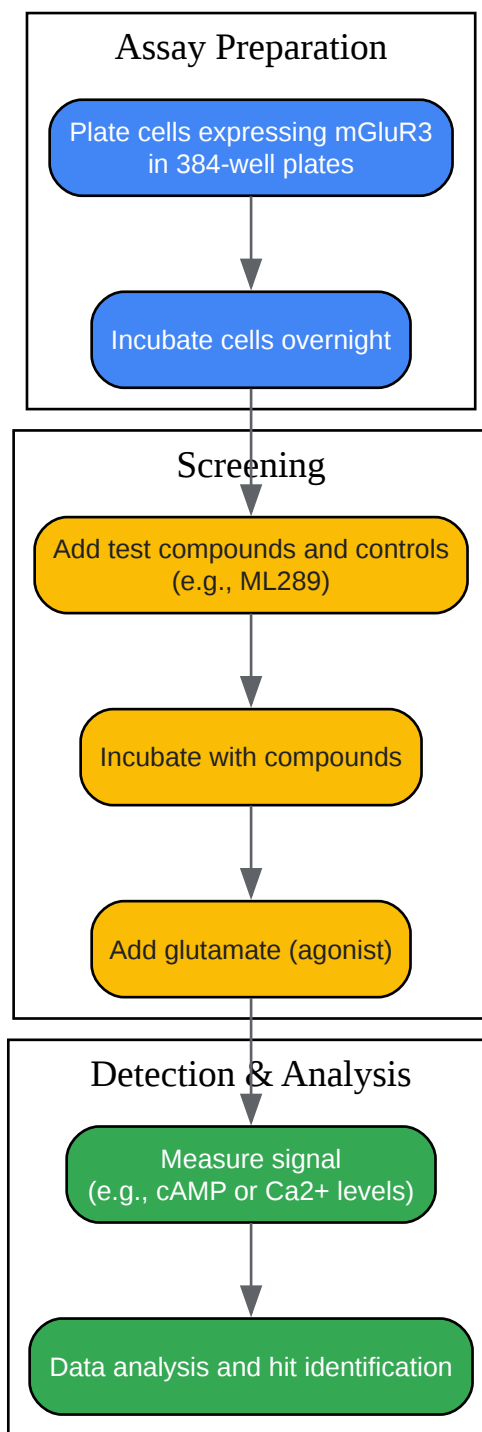 Assay Preparation
Plate cells expressing mGluR3
in 384-well plates
Incubate cells overnight
Screening
Add test compounds and controls
(e.g., ML289)
Incubate with compounds
Add glutamate (agonist)
Detection & Analysis
Measure signal
(e.g., cAMP or Ca2+ levels)
Data analysis and hit identification